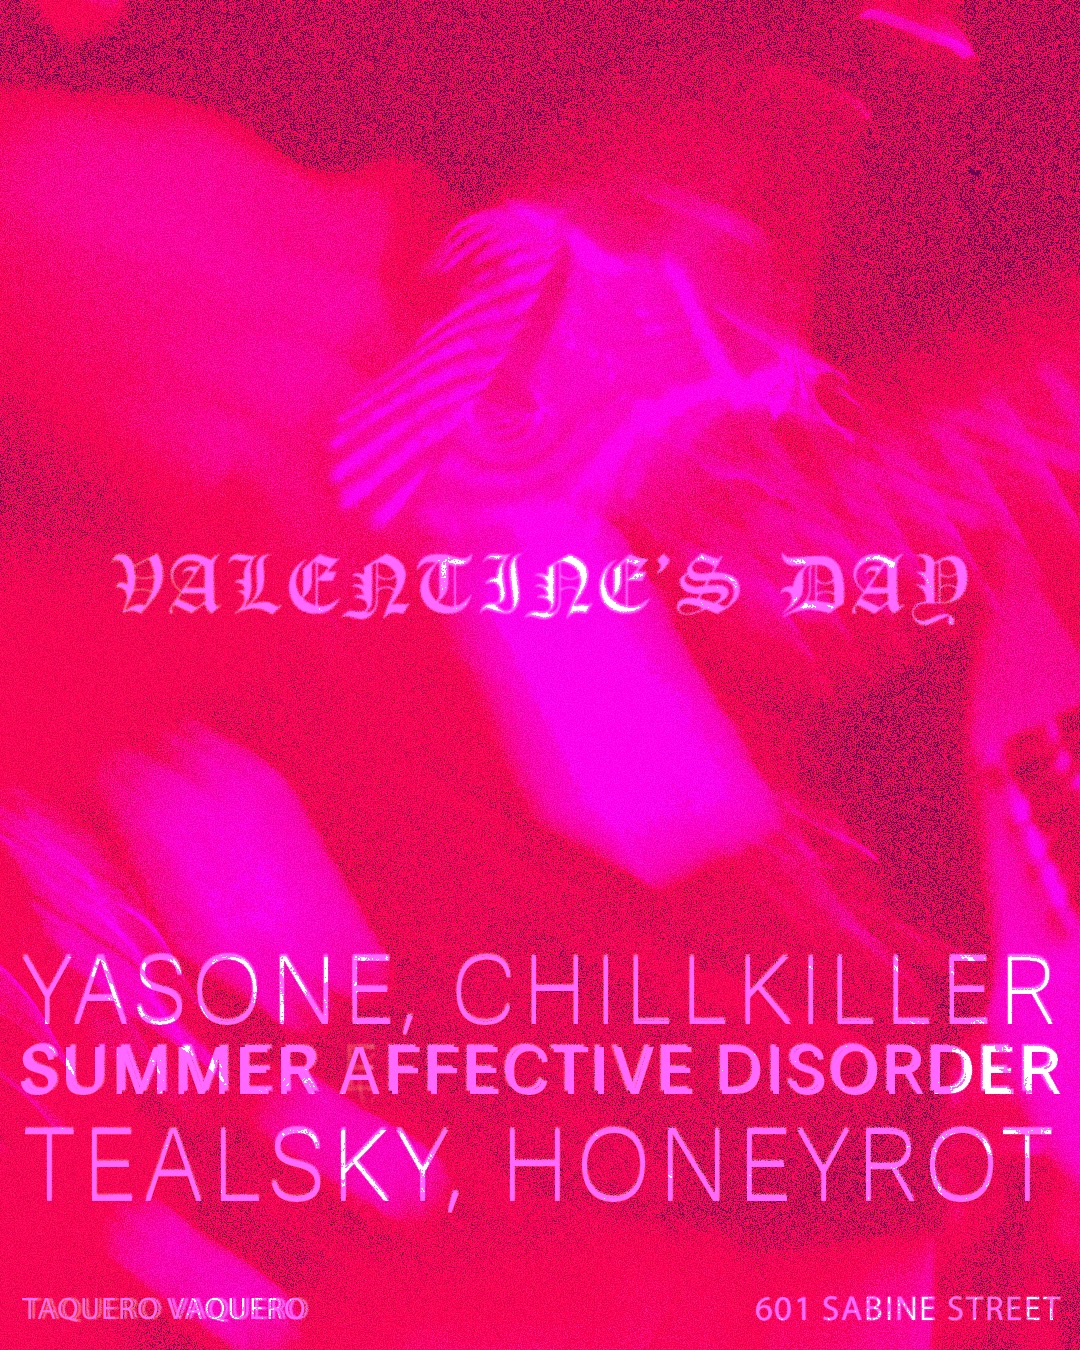 VALENTINE'S DAY
YASONE, CHILLKILLER
SUMMER AFFECTIVE DISORDER
TEALSKY, HONEYROT
TAQUERO VAQUERO
601 SABINE STREET